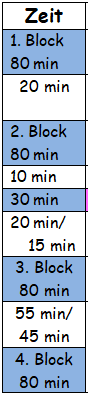 Zeit
1. Block
80 min
20 min
2. Block
80 min
10 min
30 min
20 min/
15 min
3. Block
80 min
55 min/
45 min
4. Block
80 min